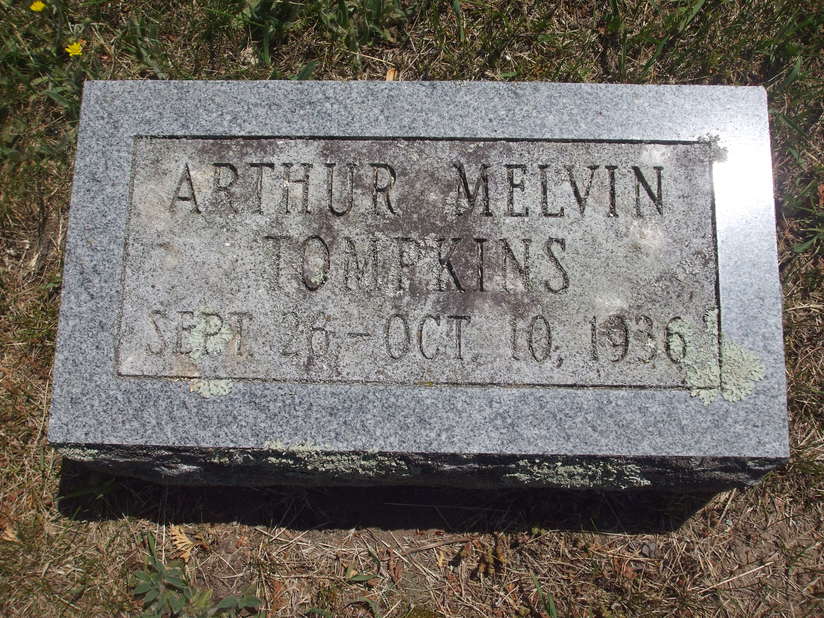 ARTHUR MELVIN
TOMPKINS
SEPT. 26 - OCT. 10, 1936